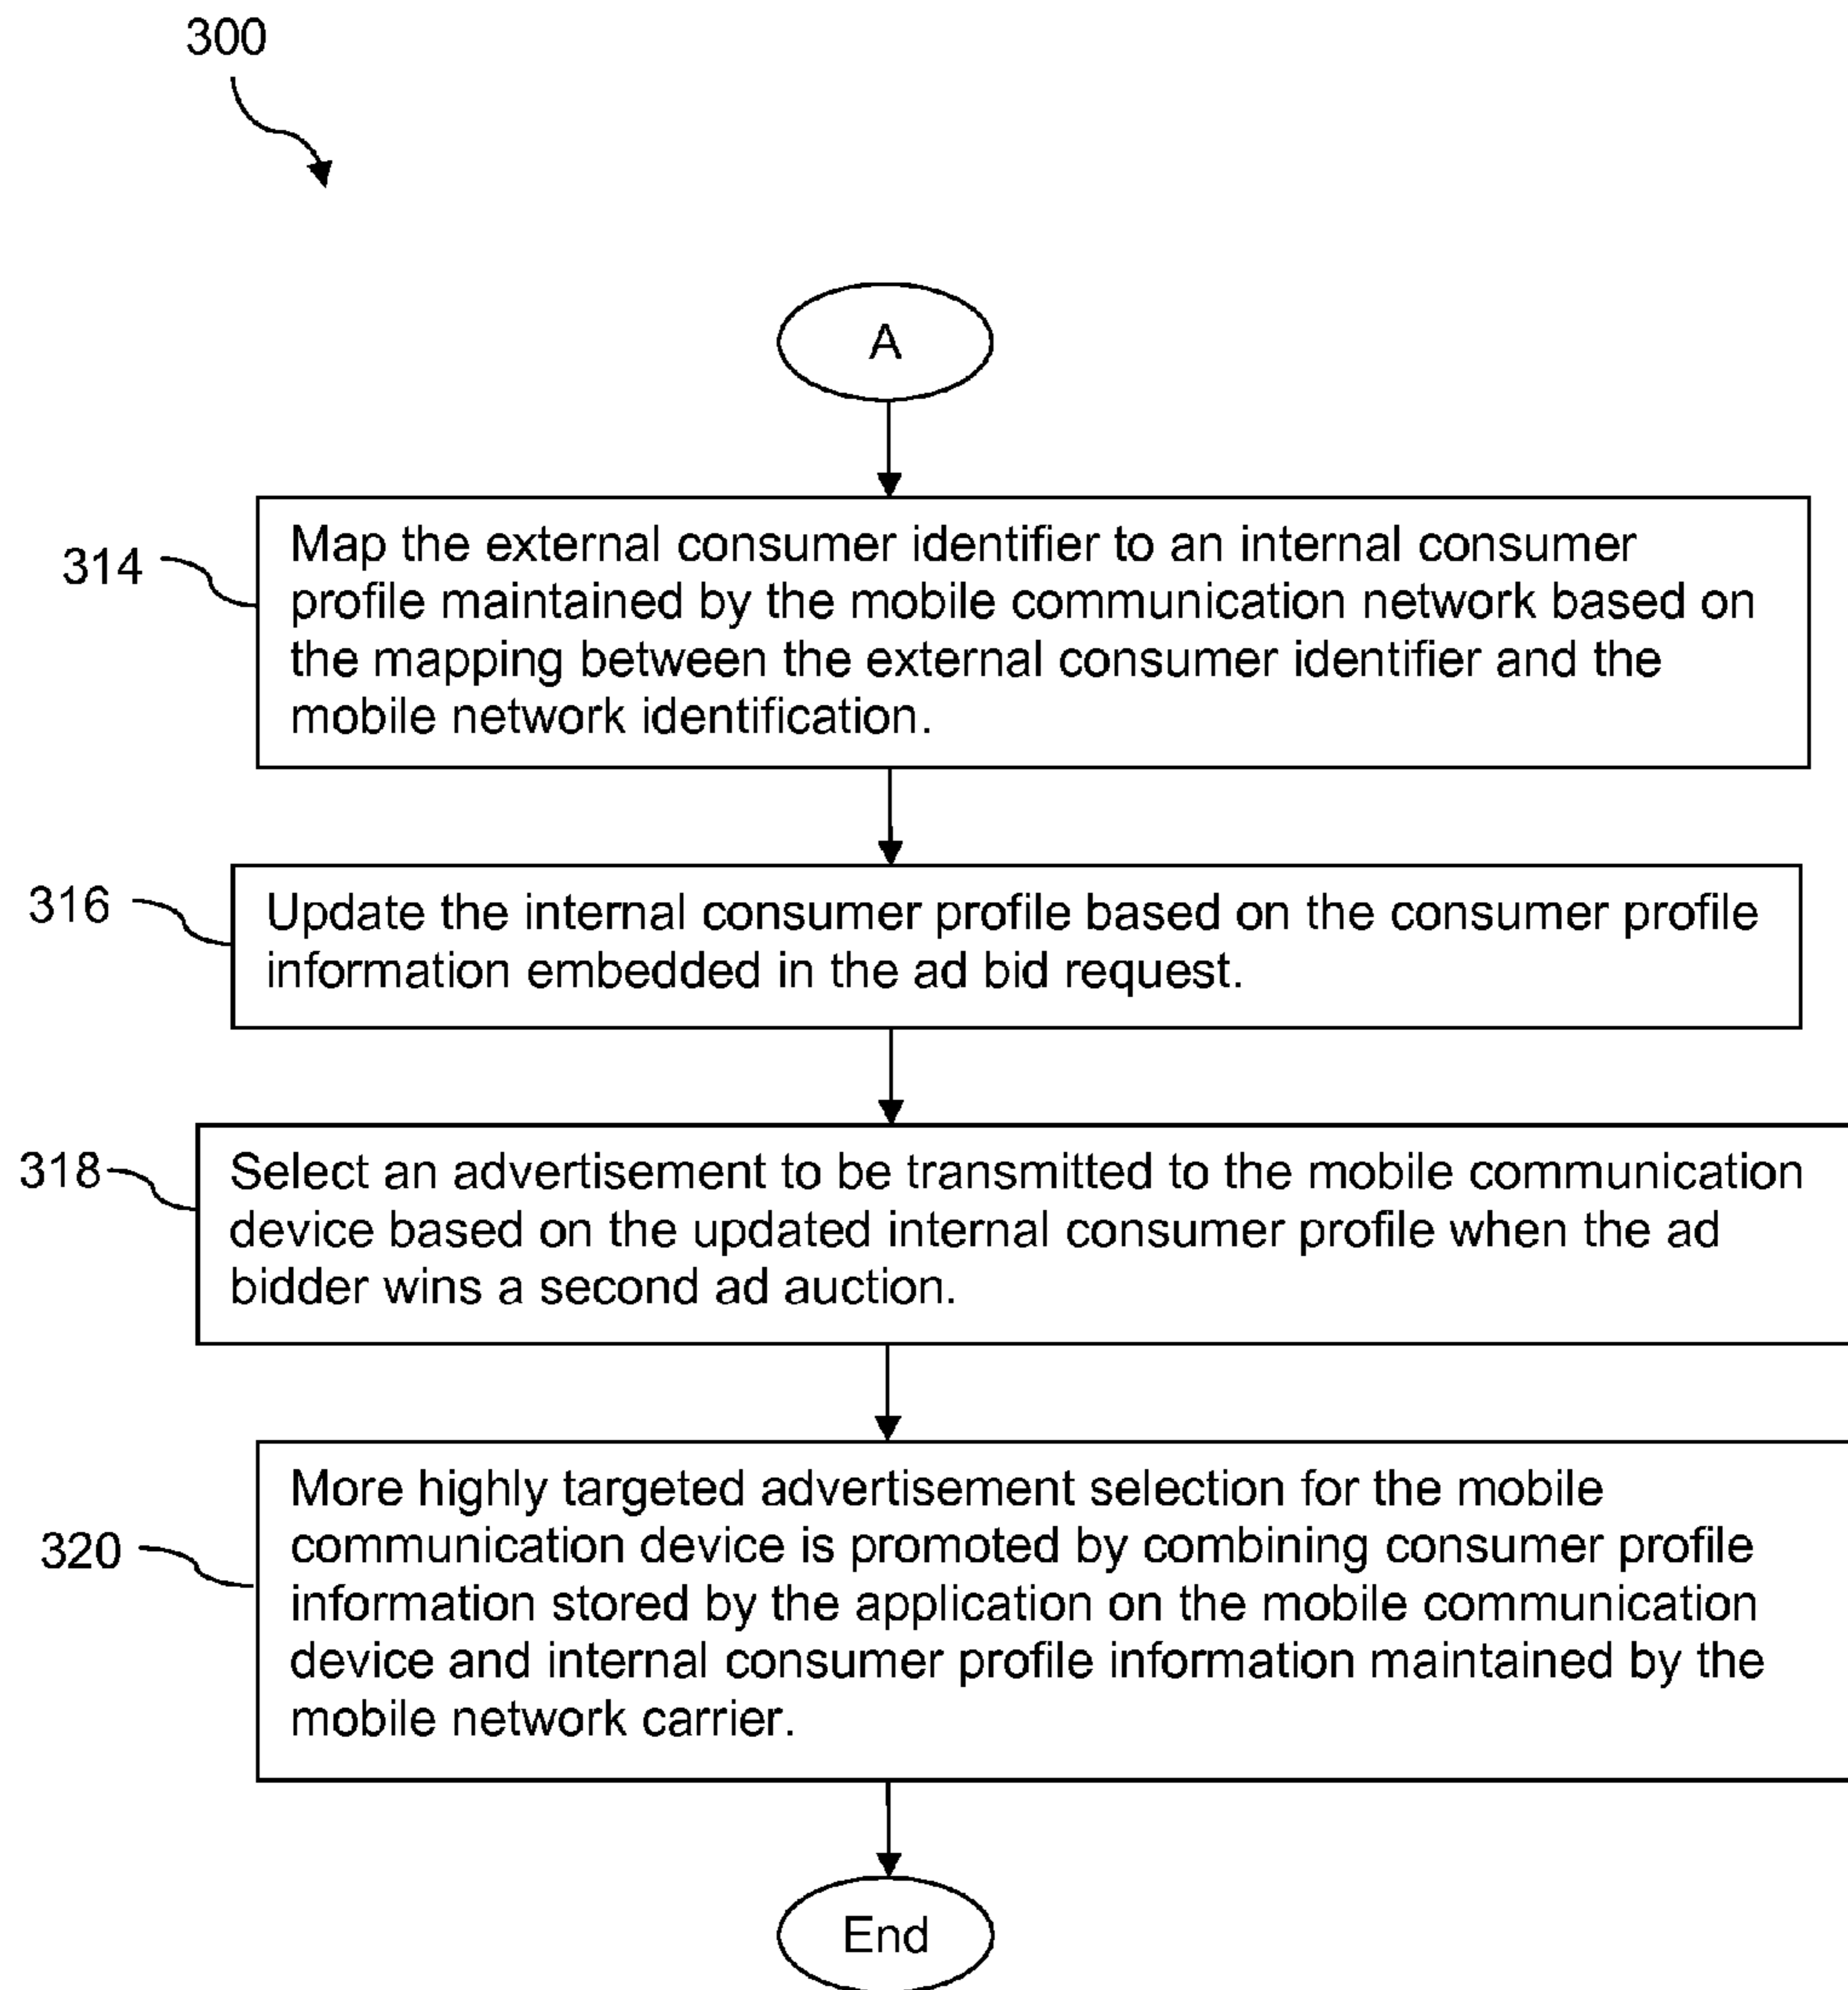 300
A
314
Map the external consumer identifier to an internal consumer
profile maintained by the mobile communication network based on
the mapping between the external consumer identifier and the
mobile network identification.
316
Update the internal consumer profile based on the consumer profile
information embedded in the ad bid request.
318
Select an advertisement to be transmitted to the mobile communication
device based on the updated internal consumer profile when the ad
bidder wins a second ad auction.
320
More highly targeted advertisement selection for the mobile
communication device is promoted by combining consumer profile
information stored by the application on the mobile communication
device and internal consumer profile information maintained by the
mobile network carrier.
End